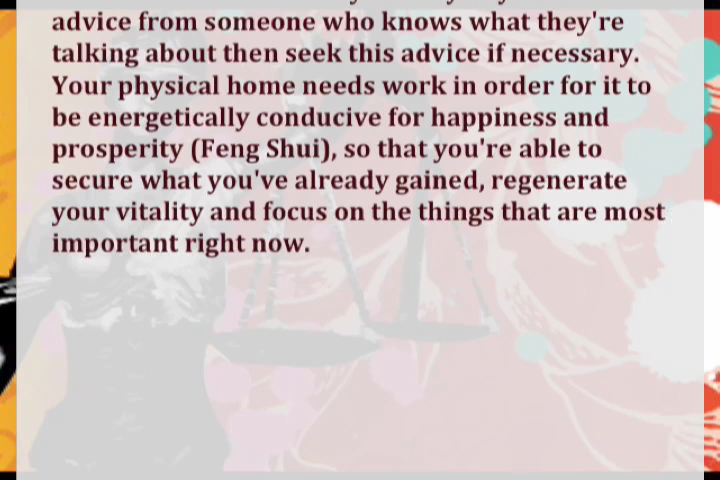 advice from someone who knows what they're
talking about then seek this advice if necessary.
Your physical home needs work in order for it to
be energetically conducive for happiness and
prosperity (Feng Shui), so that you're able to
secure what you've already gained, regenerate
your vitality and focus on the things that are most
important right now.